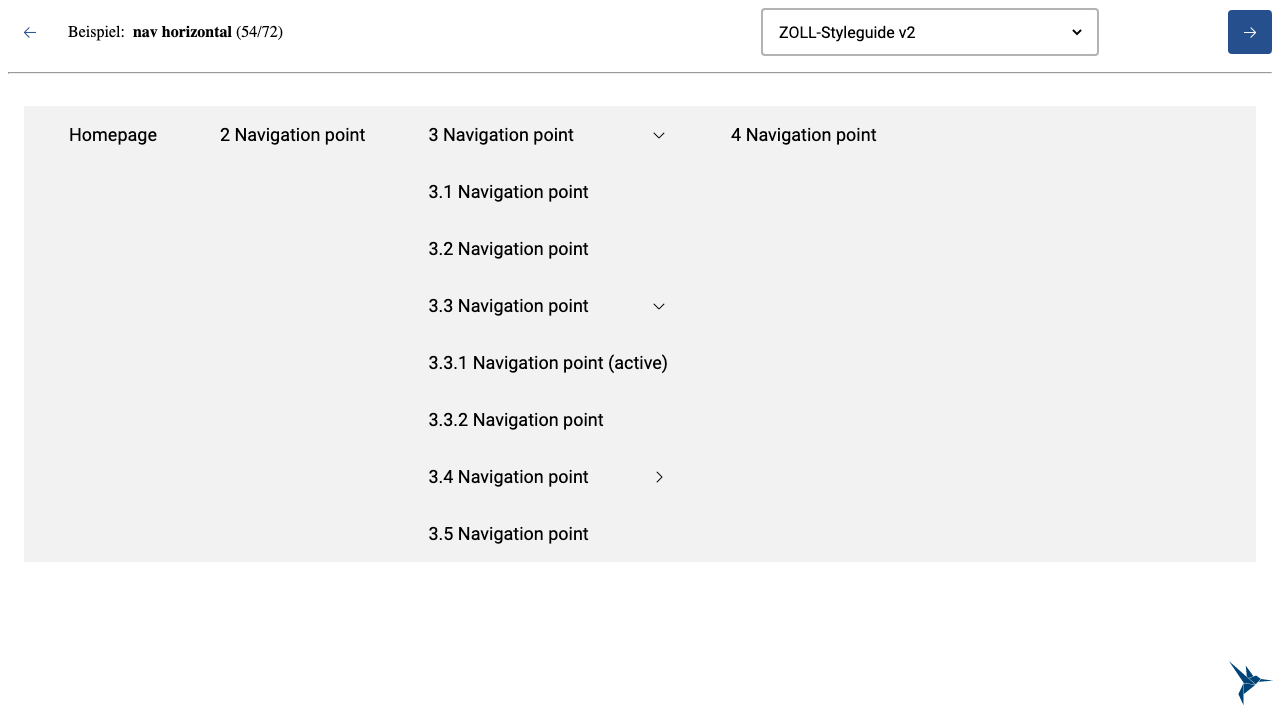 Beispiel: nav horizontal (54/72)
ZOLL-Styleguide v2
Homepage
2 Navigation point
3 Navigation point
4 Navigation point
3.1 Navigation point
3.2 Navigation point
3.3 Navigation point
3.3.1 Navigation point (active)
3.3.2 Navigation point
3.4 Navigation point
3.5 Navigation point